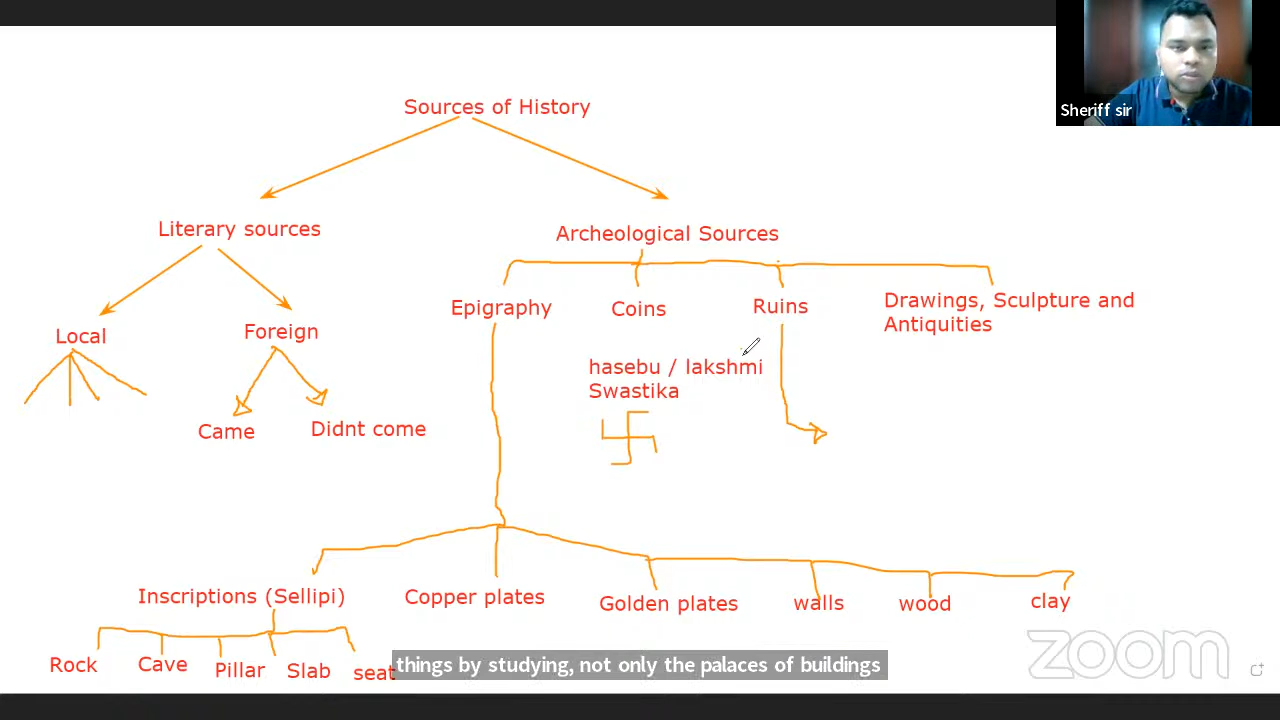 Sheriff sir
Sources of History
Literary sources
Archeological Sources
Epigraphy
Coins
Ruins
Drawings, Sculpture and
Antiquities
Local
Foreign
hasebu / lakshmi
Swastika
Came
Didnt come
Inscriptions (Sellipi)
Copper plates
Golden plates
walls
wood
clay
Rock
Cave
Pillar
Slab
seat
things by studying, not only the palaces of buildings
zoom